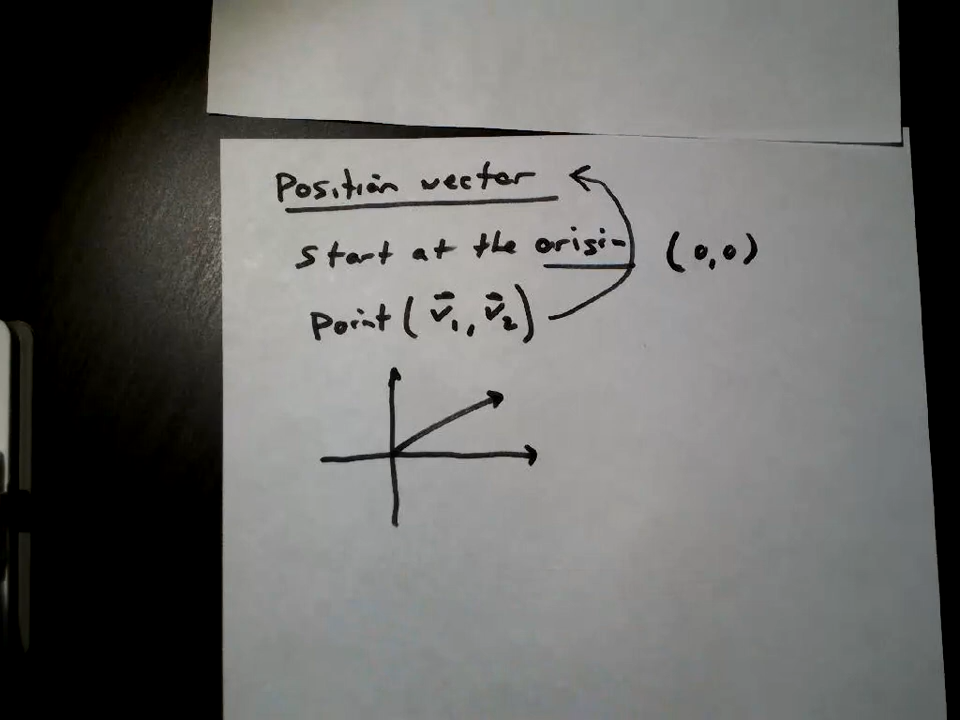 Position vector
start at the origin (0,0)
point (v⃗₁, v⃗₂)